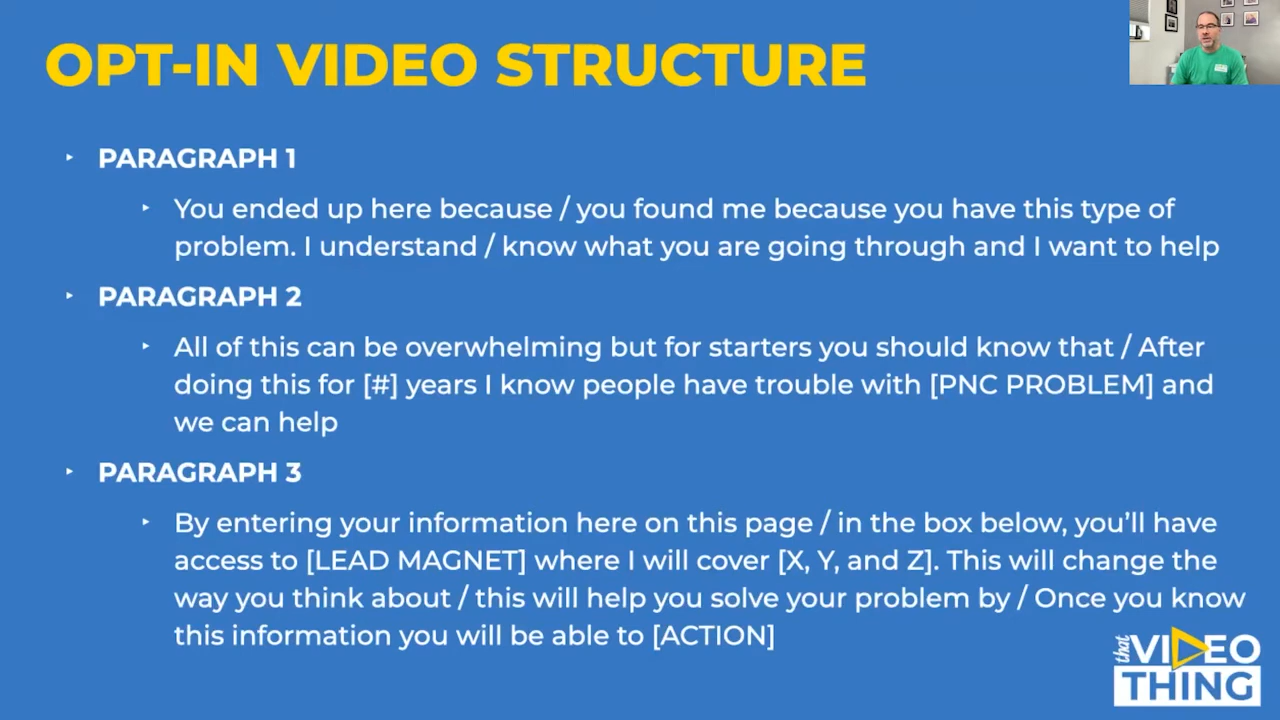 OPT-IN VIDEO STRUCTURE
PARAGRAPH 1
You ended up here because / you found me because you have this type of
problem. I understand / know what you are going through and I want to help
PARAGRAPH 2
All of this can be overwhelming but for starters you should know that / After
doing this for [#] years I know people have trouble with [PNC PROBLEM] and
we can help
PARAGRAPH 3
By entering your information here on this page / in the box below, you’ll have
access to [LEAD MAGNET] where I will cover [X, Y, and Z]. This will change the
way you think about / this will help you solve your problem by / Once you know
this information you will be able to [ACTION]
that VIDEO
THING